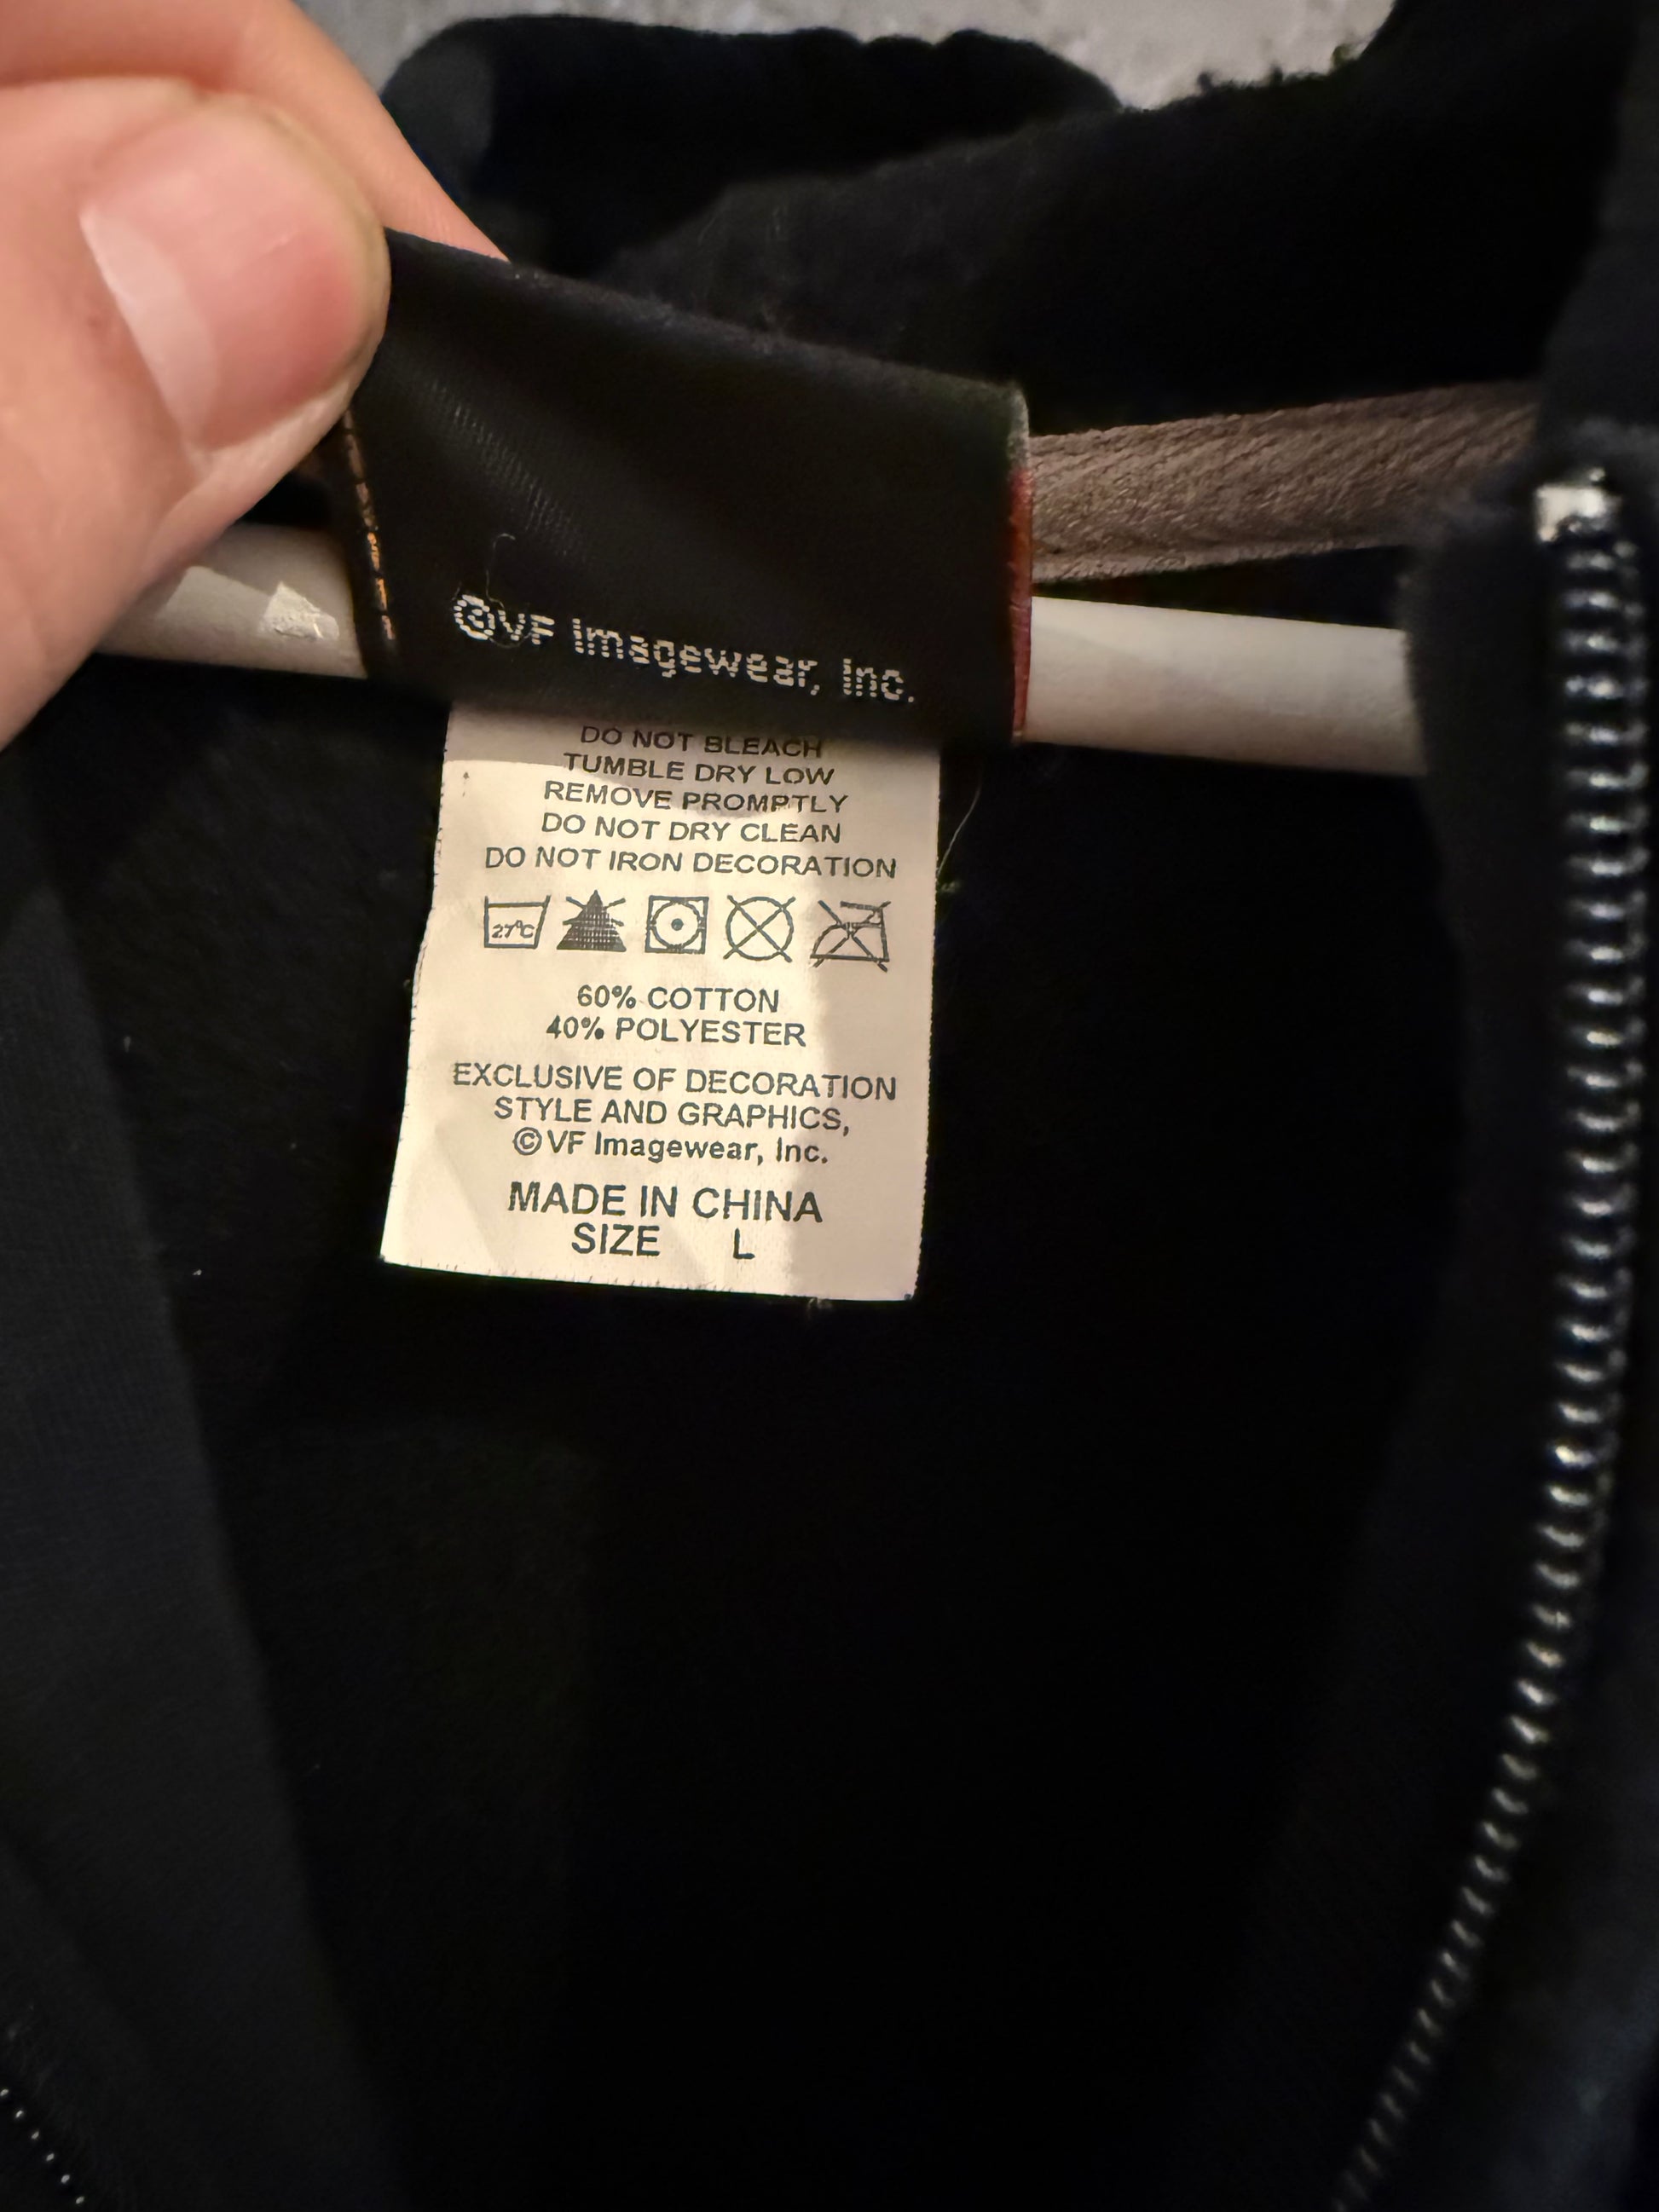 ©VF Imagewear, Inc.
DO NOT BLEACH
TUMBLE DRY LOW
REMOVE PROMPTLY
DO NOT DRY CLEAN
DO NOT IRON DECORATION
27°C
60% COTTON
40% POLYESTER
EXCLUSIVE OF DECORATION
STYLE AND GRAPHICS,
©VF Imagewear, Inc.
MADE IN CHINA
SIZE L